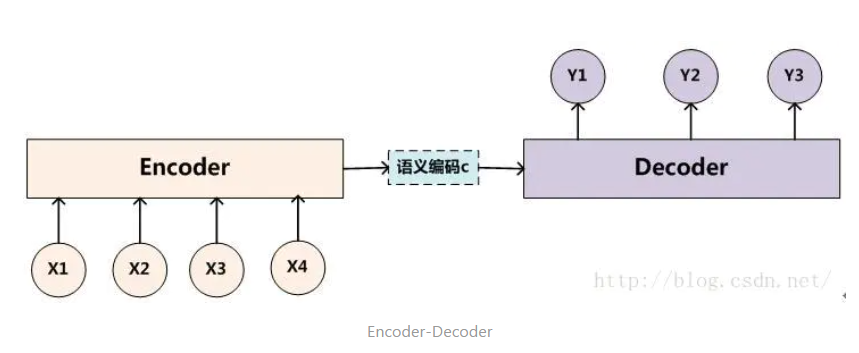 Y1 Y2 Y3
Encoder 语义编码c Decoder
X1 X2 X3 X4
http://blog.csdn.net/
Encoder-Decoder